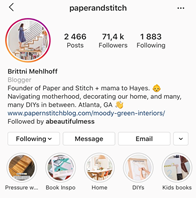 paperandstitch
2 466 71,4k 1 883
Posts Followers Following
Brittni Mehlhoff
Blogger
Founder of Paper and Stitch + mama to Hayes.
Navigating motherhood, decorating our home, and many,
many DIYs in between. Atlanta, GA
www.papernstitchblog.com/moody-green-interiors/
Followed by abeautifulmess
Following Message Email
Pressure w... Book Inspo Home DIYs Kids books